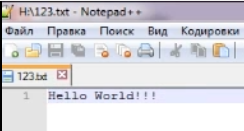 H:\123.txt - Notepad++
Файл Правка Поиск Вид Кодировки
123.txt
1 Hello World!!!